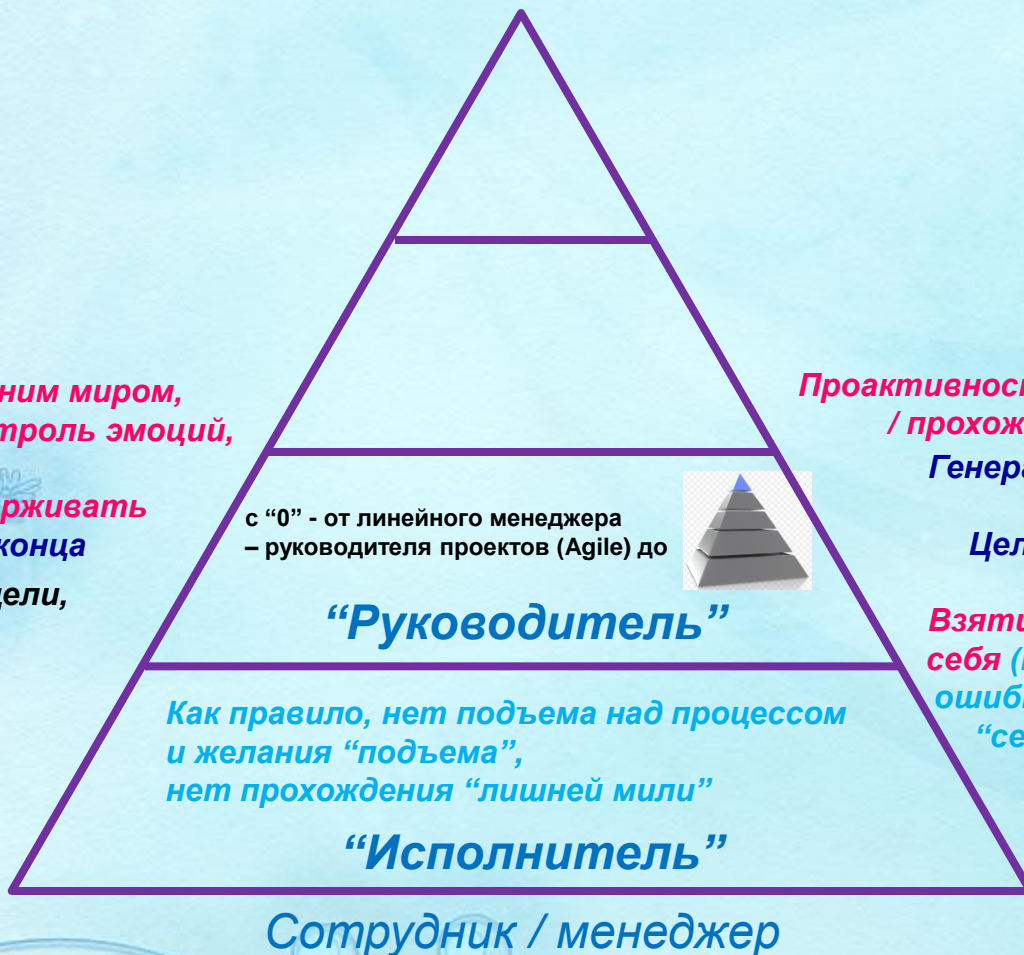 ним миром,
троль эмоций,
рживать
конца
цели,
Проактивнос
/ прохож
Генера
Цел
Взяти
себя (
ошиб
“се
с “0” - от линейного менеджера
– руководителя проектов (Agile) до
“Руководитель”
Как правило, нет подъема над процессом
и желания “подъема”,
нет прохождения “лишней мили”
“Исполнитель”
Сотрудник / менеджер